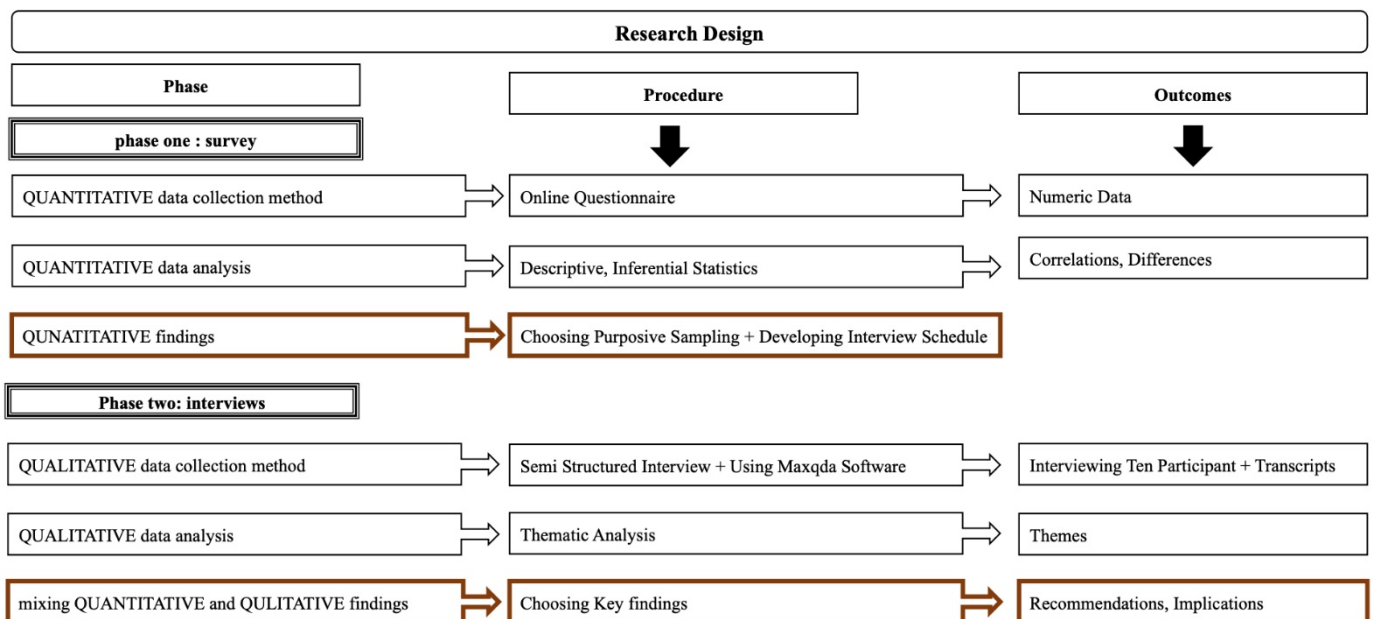 Research Design
Phase
Procedure
Outcomes
phase one : survey
QUANTITATIVE data collection method
Online Questionnaire
Numeric Data
QUANTITATIVE data analysis
Descriptive, Inferential Statistics
Correlations, Differences
QUNATITATIVE findings
Choosing Purposive Sampling + Developing Interview Schedule
Phase two: interviews
QUALITATIVE data collection method
Semi Structured Interview + Using Maxqda Software
Interviewing Ten Participant + Transcripts
QUALITATIVE data analysis
Thematic Analysis
Themes
mixing QUANTITATIVE and QULITATIVE findings
Choosing Key findings
Recommendations, Implications